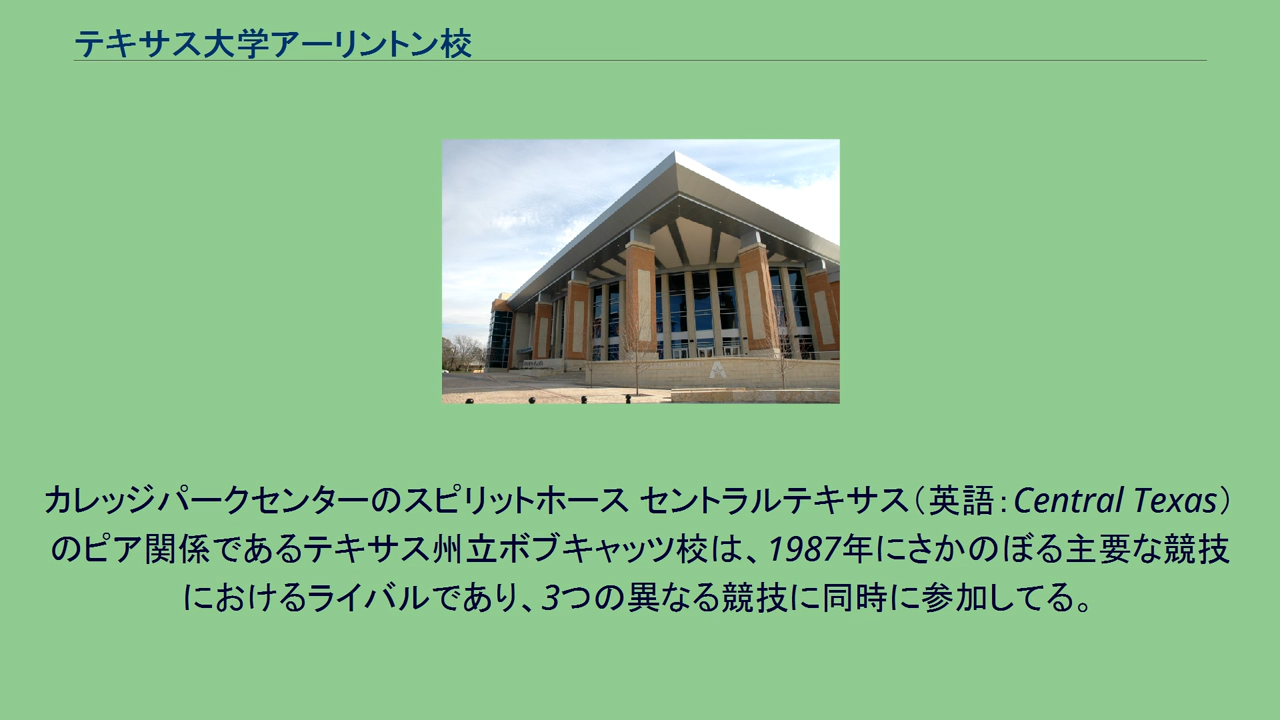 テキサス大学アーリントン校
カレッジパークセンターのスピリットホース セントラルテキサス（英語：Central Texas）
のピア関係であるテキサス州立ボブキャッツ校は、1987年にさかのぼる主要な競技
におけるライバルであり、3つの異なる競技に同時に参加してる。